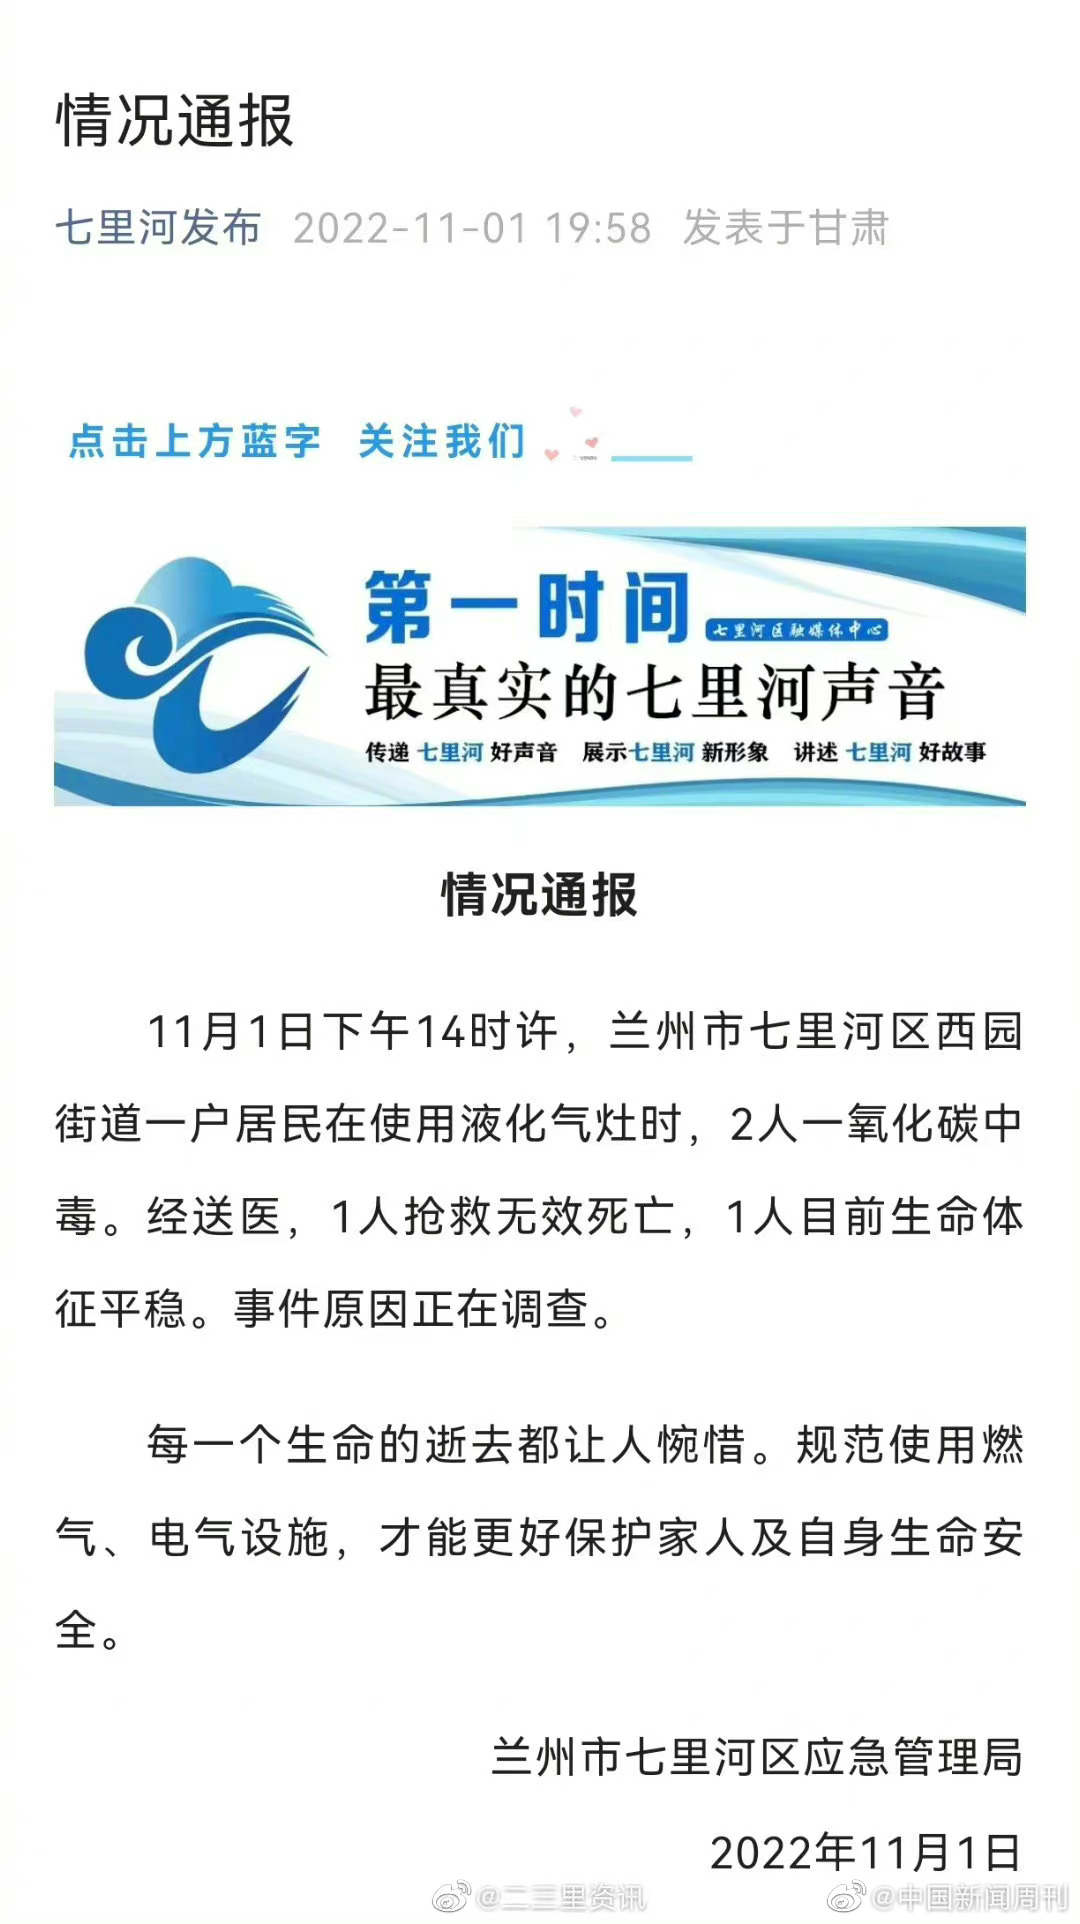 情况通报
七里河发布 2022-11-01 19:58 发表于甘肃
点击上方蓝字 关注我们
第一时间 七里河区融媒体中心
最真实的七里河声音
传递 七里河 好声音 展示七里河 新形象 讲述 七里河 好故事
情况通报
11月1日下午14时许，兰州市七里河区西园
街道一户居民在使用液化气灶时，2人一氧化碳中
毒。经送医，1人抢救无效死亡，1人目前生命体
征平稳。事件原因正在调查。
每一个生命的逝去都让人惋惜。规范使用燃
气、电气设施，才能更好保护家人及自身生命安
全。
兰州市七里河区应急管理局
2022年11月1日
@二三里资讯 @中国新闻周刊